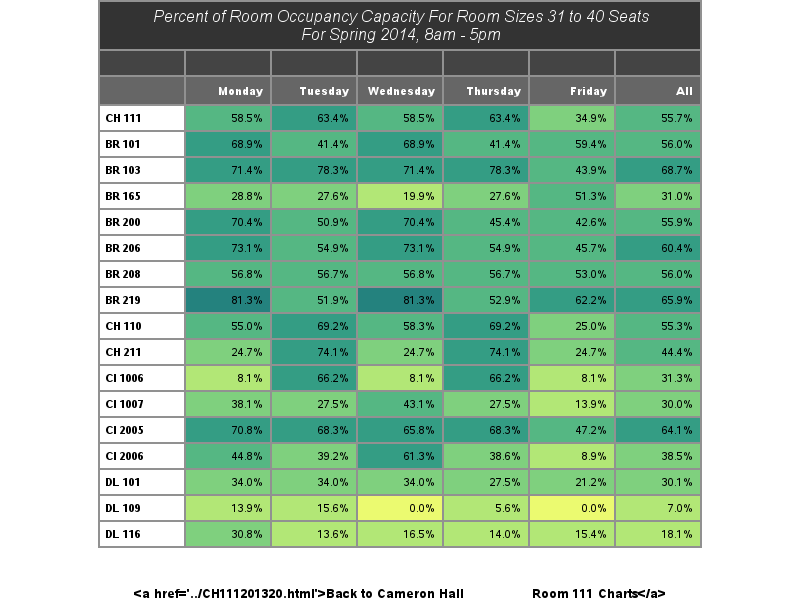 Percent of Room Occupancy Capacity For Room Sizes 31 to 40 Seats
For Spring 2014, 8am - 5pm
Monday Tuesday Wednesday Thursday Friday All
CH 111 58.5% 63.4% 58.5% 63.4% 34.9% 55.7%
BR 101 68.9% 41.4% 68.9% 41.4% 59.4% 56.0%
BR 103 71.4% 78.3% 71.4% 78.3% 43.9% 68.7%
BR 165 28.8% 27.6% 19.9% 27.6% 51.3% 31.0%
BR 200 70.4% 50.9% 70.4% 45.4% 42.6% 55.9%
BR 206 73.1% 54.9% 73.1% 54.9% 45.7% 60.4%
BR 208 56.8% 56.7% 56.8% 56.7% 53.0% 56.0%
BR 219 81.3% 51.9% 81.3% 52.9% 62.2% 65.9%
CH 110 55.0% 69.2% 58.3% 69.2% 25.0% 55.3%
CH 211 24.7% 74.1% 24.7% 74.1% 24.7% 44.4%
CI 1006 8.1% 66.2% 8.1% 66.2% 8.1% 31.3%
CI 1007 38.1% 27.5% 43.1% 27.5% 13.9% 30.0%
CI 2005 70.8% 68.3% 65.8% 68.3% 47.2% 64.1%
CI 2006 44.8% 39.2% 61.3% 38.6% 8.9% 38.5%
DL 101 34.0% 34.0% 34.0% 27.5% 21.2% 30.1%
DL 109 13.9% 15.6% 0.0% 5.6% 0.0% 7.0%
DL 116 30.8% 13.6% 16.5% 14.0% 15.4% 18.1%
<a href='../CH111201320.html'>Back to Cameron Hall Room 111 Charts</a>